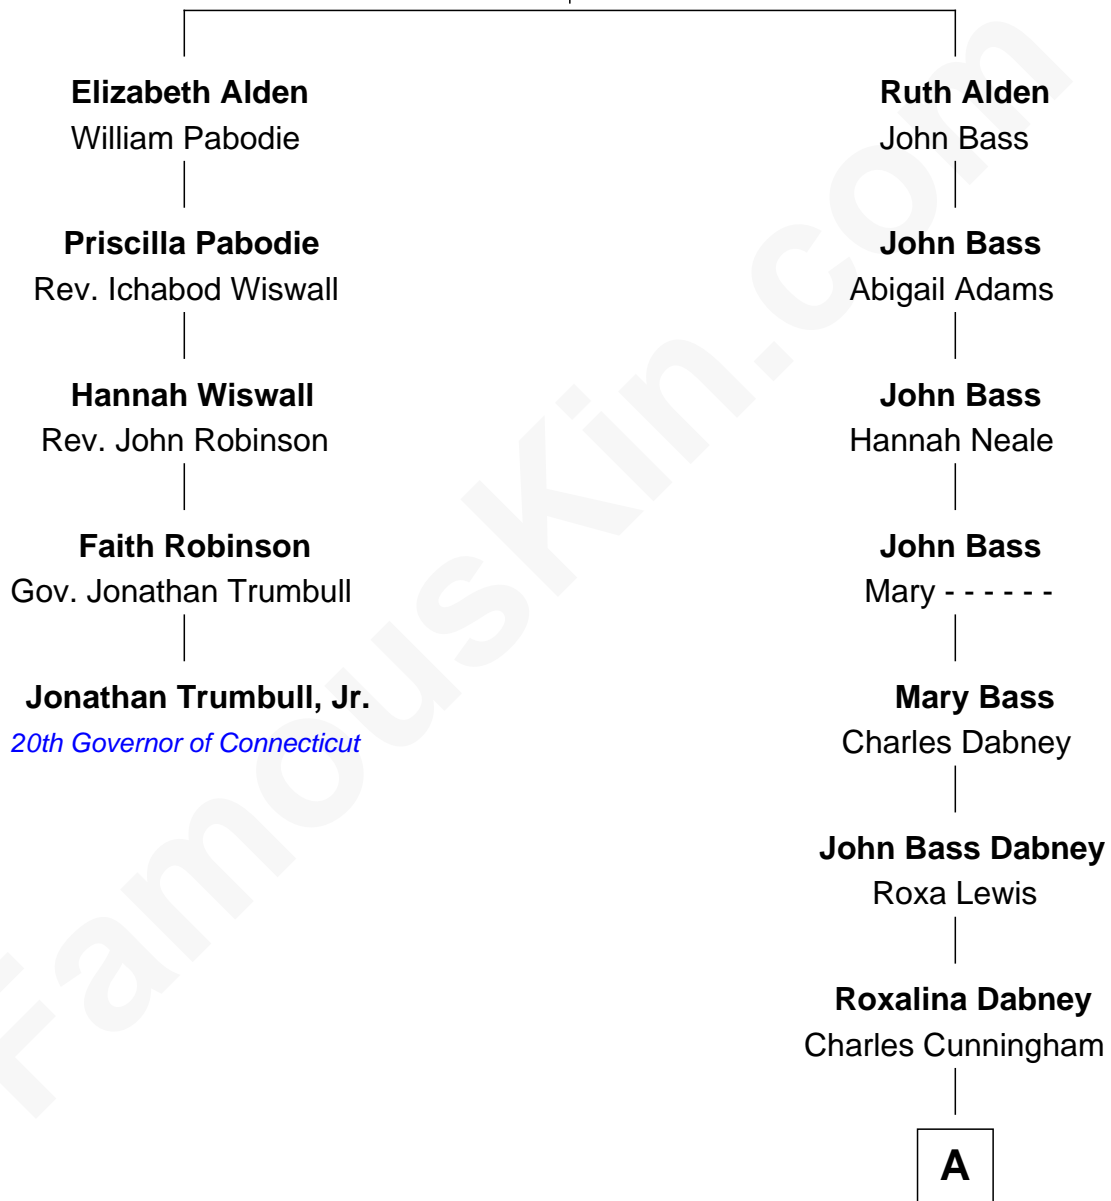 Elizabeth Alden
William Pabodie
Priscilla Pabodie
Rev. Ichabod Wiswall
Hannah Wiswall
Rev. John Robinson
Faith Robinson
Gov. Jonathan Trumbull
Jonathan Trumbull, Jr.
20th Governor of Connecticut
Ruth Alden
John Bass
John Bass
Abigail Adams
John Bass
Hannah Neale
John Bass
Mary - - - - - -
Mary Bass
Charles Dabney
John Bass Dabney
Roxa Lewis
Roxalina Dabney
Charles Cunningham
A
FamousKin.com